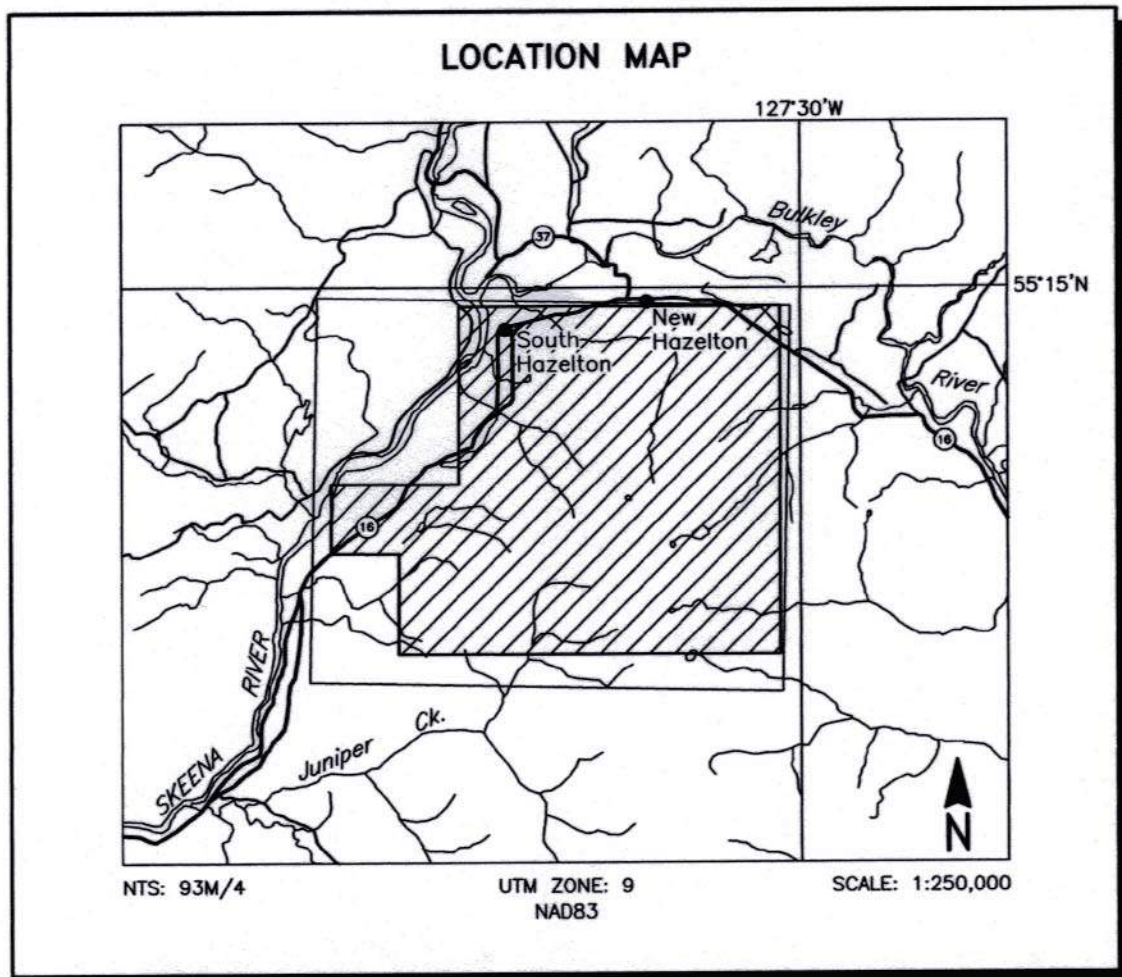 LOCATION MAP
127°30'W
Bulkley
37
55°15'N
New
Hazelton
South
Hazelton
River
16
16
SKEENA RIVER
Juniper Ck.
N
NTS: 93M/4
UTM ZONE: 9
SCALE: 1:250,000
NAD83